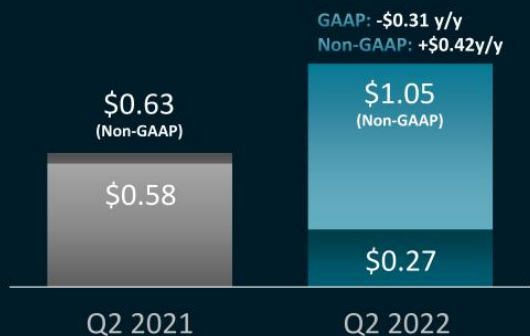 GAAP: -$0.31 y/y
Non-GAAP: +$0.42y/y
$0.63
(Non-GAAP)
$1.05
(Non-GAAP)
$0.58
$0.27
Q2 2021
Q2 2022